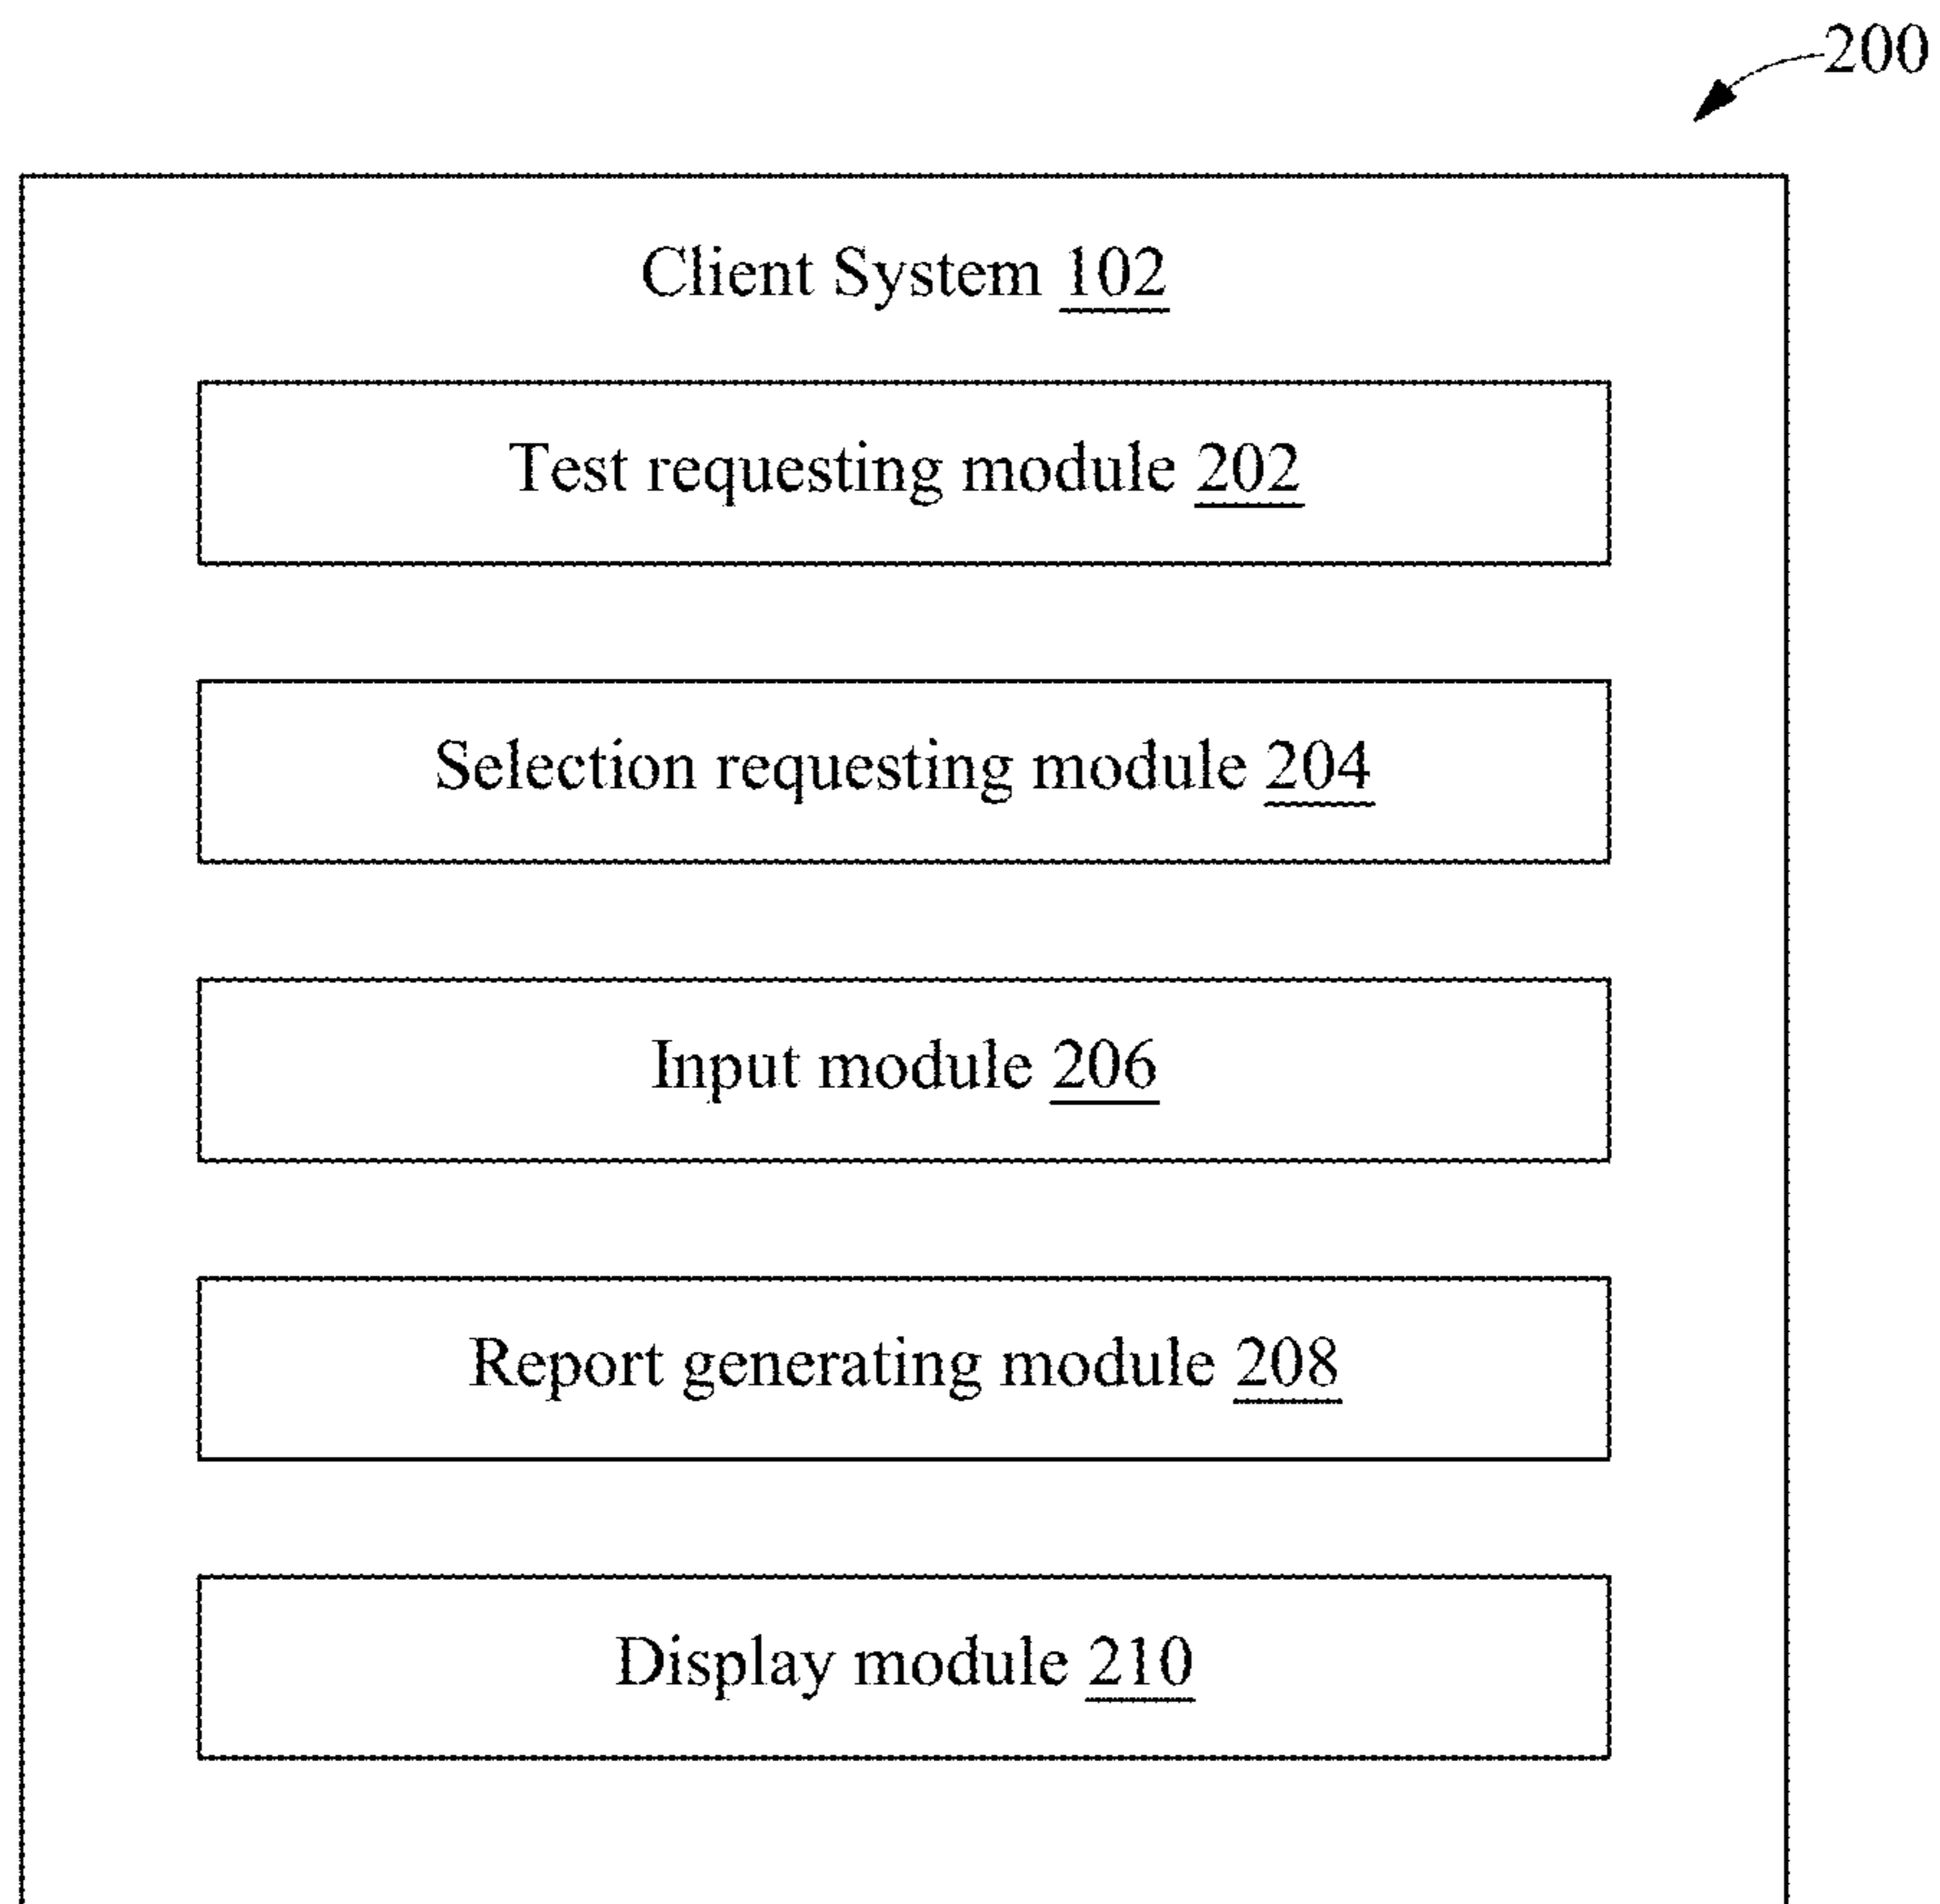 200
Client System 102
Test requesting module 202
Selection requesting module 204
Input module 206
Report generating module 208
Display module 210